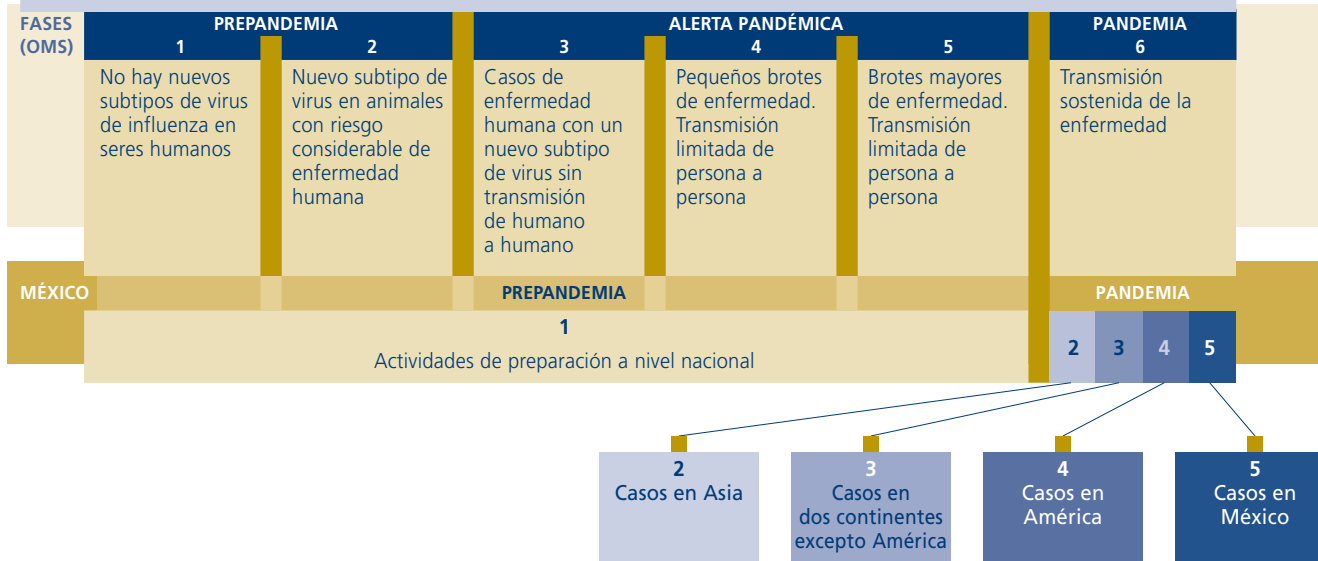 FASES
(OMS)
PREPANDEMIA
1
2
ALERTA PANDÉMICA
3
4
5
PANDEMIA
6
No hay nuevos
subtipos de virus
de influenza en
seres humanos
Nuevo subtipo de
virus en animales
con riesgo
considerable de
enfermedad
humana
Casos de
enfermedad
humana con un
nuevo subtipo
de virus sin
transmisión
de humano
a humano
Pequeños brotes
de enfermedad.
Transmisión
limitada de
persona a
persona
Brotes mayores
de enfermedad.
Transmisión
limitada de
persona a
persona
Transmisión
sostenida de la
enfermedad
MÉXICO
PREPANDEMIA
PANDEMIA
1
Actividades de preparación a nivel nacional
2
3
4
5
2
Casos en Asia
3
Casos en
dos continentes
excepto América
4
Casos en
América
5
Casos en
México